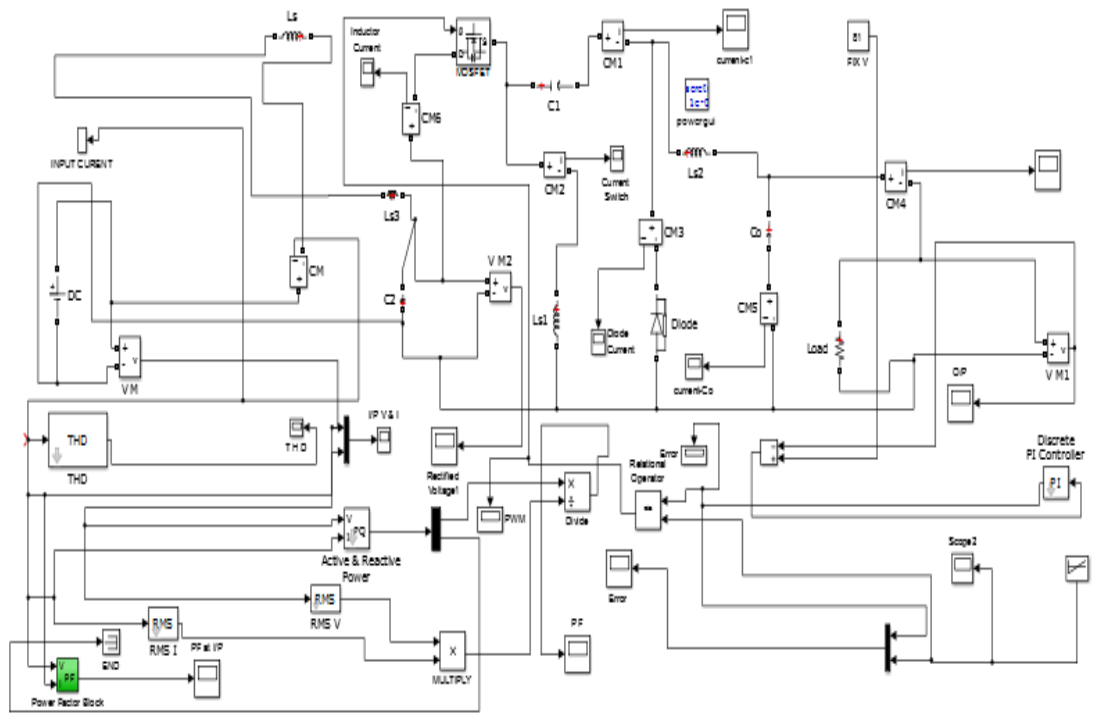 Ls
Inductor
Current
MOSFET
CM6
C1
CM1
current-c1
powergui
FIX V
INPUT CURENT
CM2
Current
Switch
Ls2
CM4
Ls3
CM
CM3
Co
V M2
DC
C2
Ls1
Diode
Diode
Current
CM5
Load
V M
V M1
current-Co
O/P
THD
THD
T H D
I/P V & I
Rectified
Voltage1
Error
Relational
Operator
Discrete
PI Controller
PI
PWM
Divide
V
I
PQ
Active & Reactive
Power
Scope2
Error
RMS
RMS V
RMS
RMS I
END
PF at I/P
PF
MULTIPLY
V
I
PF
Power Factor Block